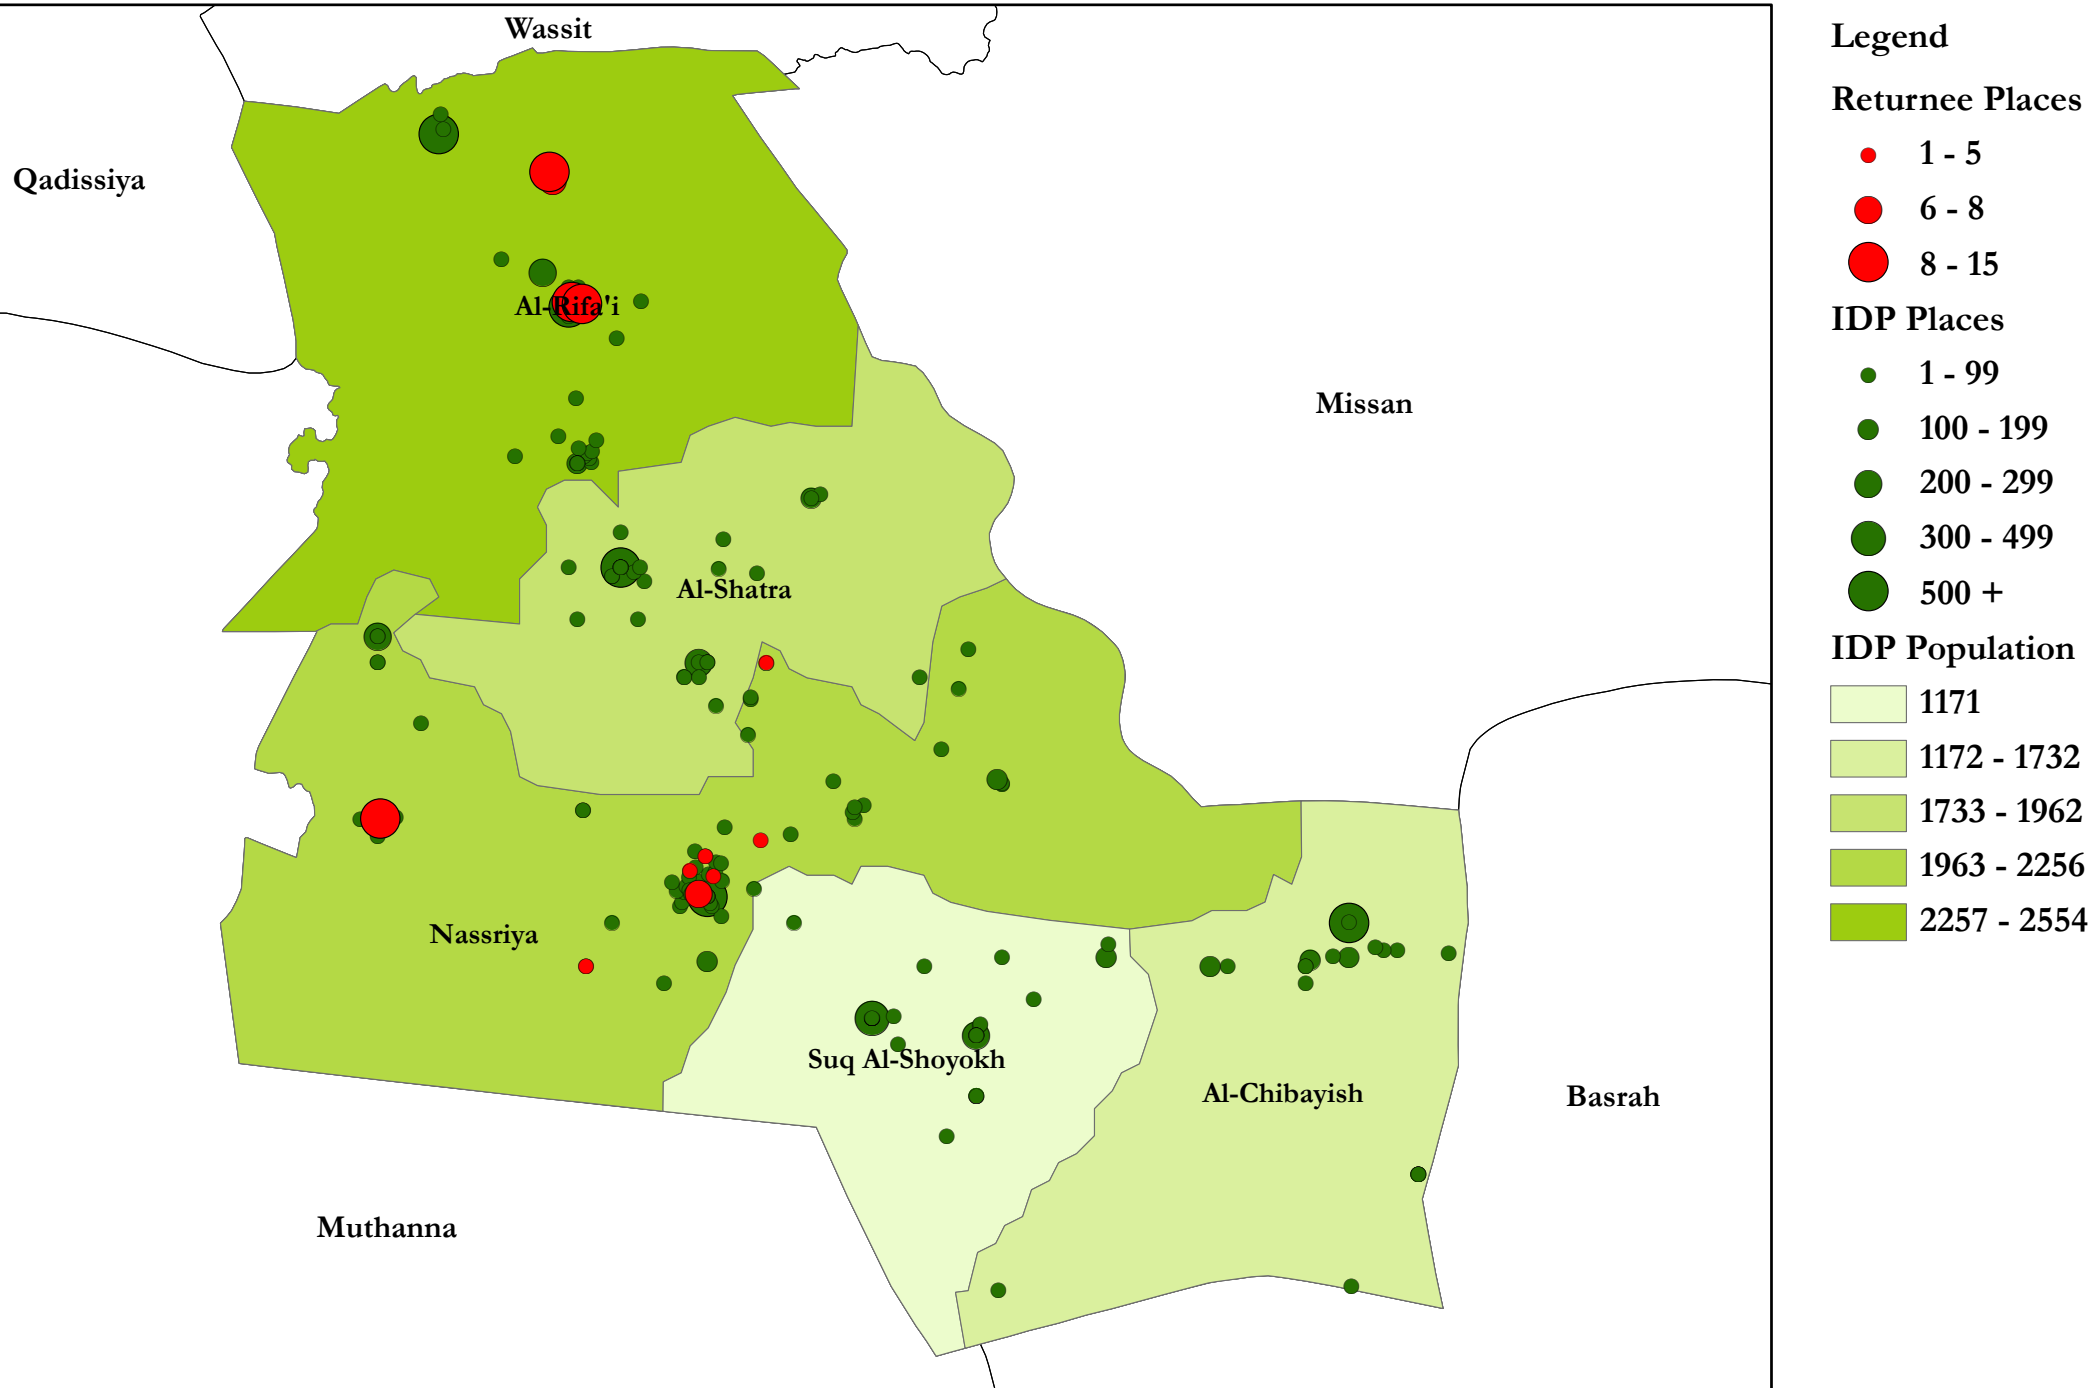 Wassit
Qadissiya
Al-Rifa'i
Missan
Al-Shatra
Nassriya
Suq Al-Shoyokh
Al-Chibayish
Basrah
Muthanna
Legend
Returnee Places
1 - 5
6 - 8
8 - 15
IDP Places
1 - 99
100 - 199
200 - 299
300 - 499
500 +
IDP Population
1171
1172 - 1732
1733 - 1962
1963 - 2256
2257 - 2554